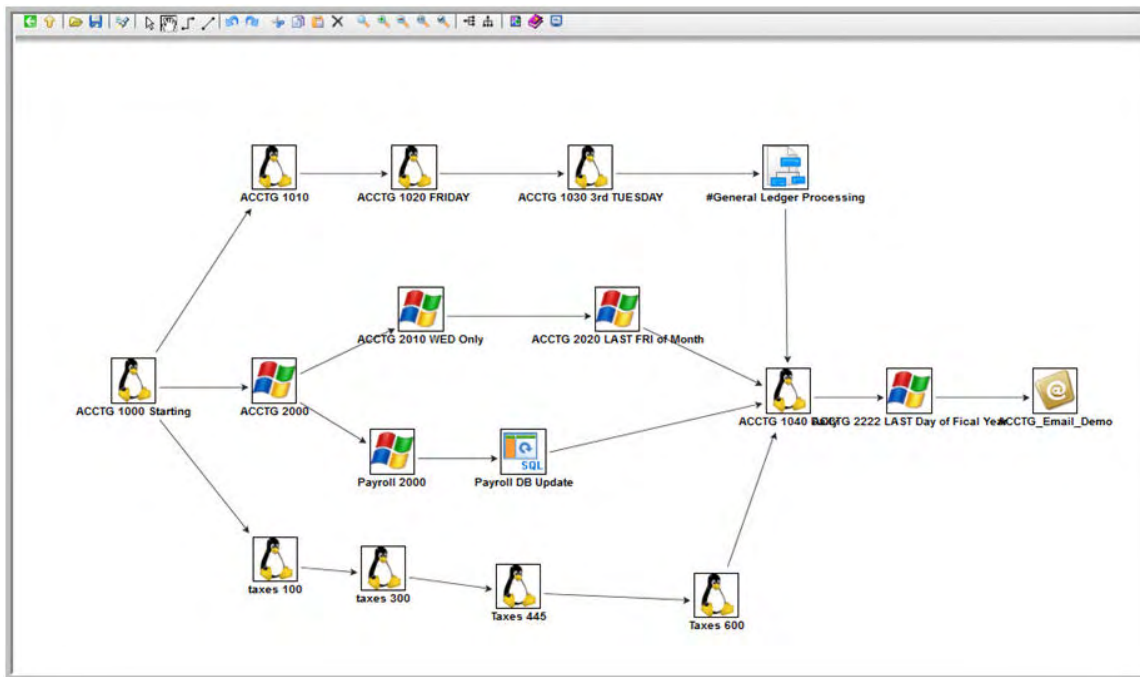 ACCTG 1010
ACCTG 1020 FRIDAY
ACCTG 1030 3rd TUESDAY
#General Ledger Processing
ACCTG 2010 WED Only
ACCTG 2020 LAST FRI of Month
ACCTG 1000 Starting
ACCTG 2000
ACCTG 1040
ACCTG 2222 LAST Day of Fical Year
ACCTG_Email_Demo
Payroll 2000
SQL
Payroll DB Update
taxes 100
taxes 300
Taxes 445
Taxes 600